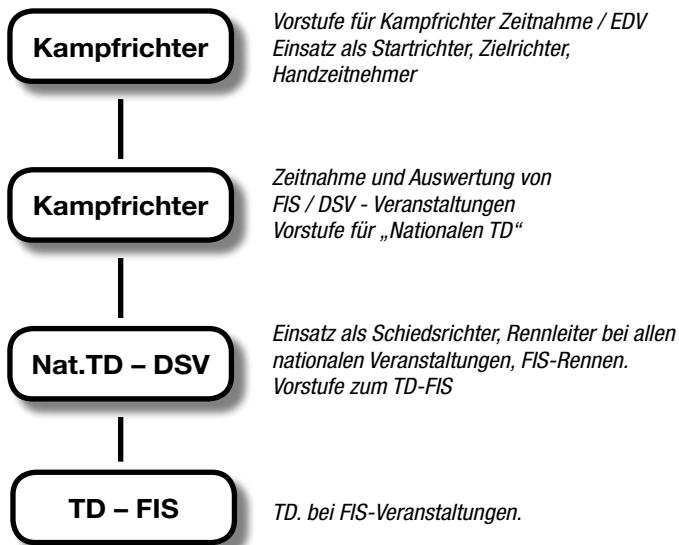 Kampfrichter
Vorstufe für Kampfrichter Zeitnahme / EDV
Einsatz als Startrichter, Zielrichter,
Handzeitnehmer
Kampfrichter
Zeitnahme und Auswertung von
FIS / DSV - Veranstaltungen
Vorstufe für „Nationalen TD“
Nat.TD – DSV
Einsatz als Schiedsrichter, Rennleiter bei allen
nationalen Veranstaltungen, FIS-Rennen.
Vorstufe zum TD-FIS
TD – FIS
TD. bei FIS-Veranstaltungen.